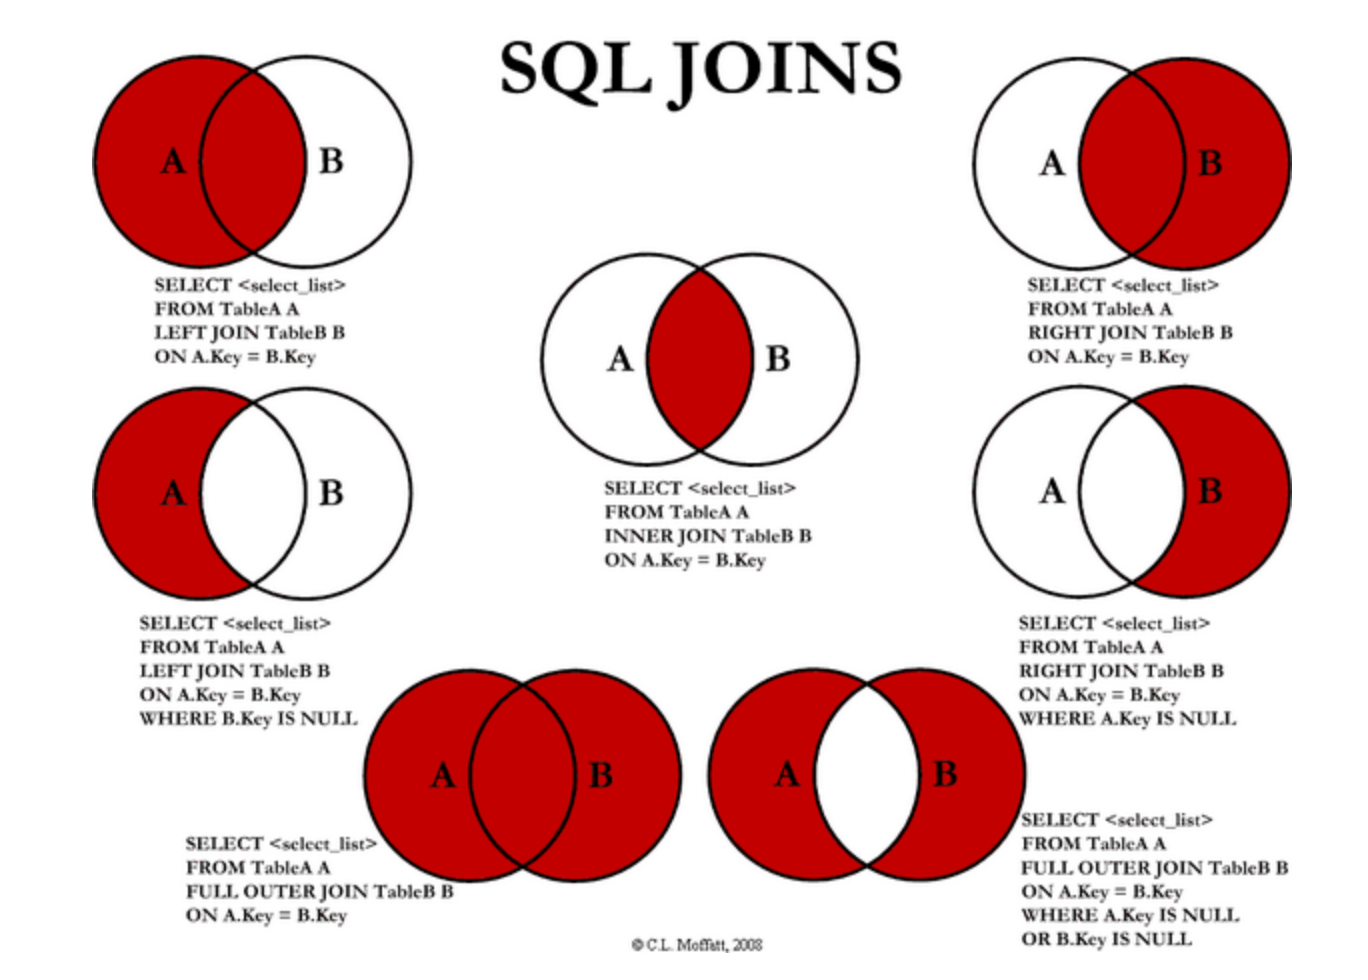 SQL JOINS
A
B
SELECT <select_list>
FROM TableA A
LEFT JOIN TableB B
ON A.Key = B.Key
A
B
SELECT <select_list>
FROM TableA A
RIGHT JOIN TableB B
ON A.Key = B.Key
A
B
SELECT <select_list>
FROM TableA A
INNER JOIN TableB B
ON A.Key = B.Key
A
B
SELECT <select_list>
FROM TableA A
LEFT JOIN TableB B
ON A.Key = B.Key
WHERE B.Key IS NULL
A
B
SELECT <select_list>
FROM TableA A
RIGHT JOIN TableB B
ON A.Key = B.Key
WHERE A.Key IS NULL
A
B
SELECT <select_list>
FROM TableA A
FULL OUTER JOIN TableB B
ON A.Key = B.Key
A
B
SELECT <select_list>
FROM TableA A
FULL OUTER JOIN TableB B
ON A.Key = B.Key
WHERE A.Key IS NULL
OR B.Key IS NULL
© C.L. Moffatt, 2008